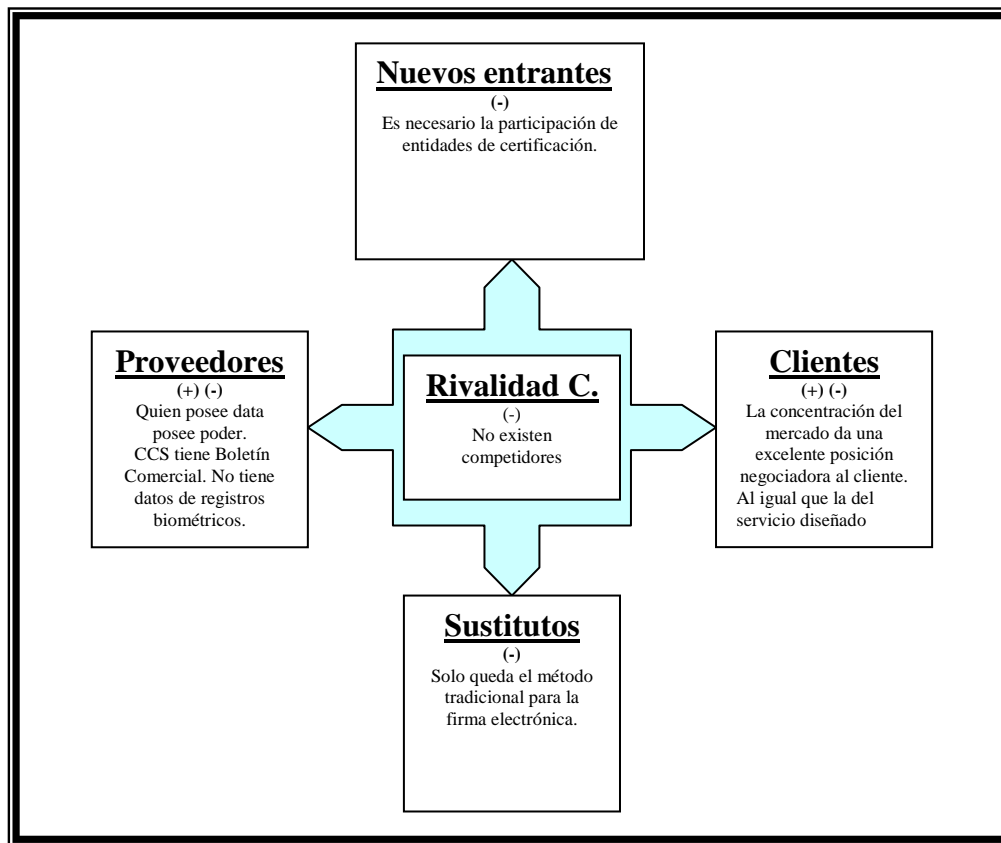 Nuevos entrantes
(-)
Es necesario la participación de
entidades de certificación.
Proveedores
(+) (-)
Quien posee data
posee poder.
CCS tiene Boletín
Comercial. No tiene
datos de registros
biométricos.
Rivalidad C.
(-)
No existen
competidores
Clientes
(+) (-)
La concentración del
mercado da una
excelente posición
negociadora al cliente.
Al igual que la del
servicio diseñado
Sustitutos
(-)
Solo queda el método
tradicional para la
firma electrónica.